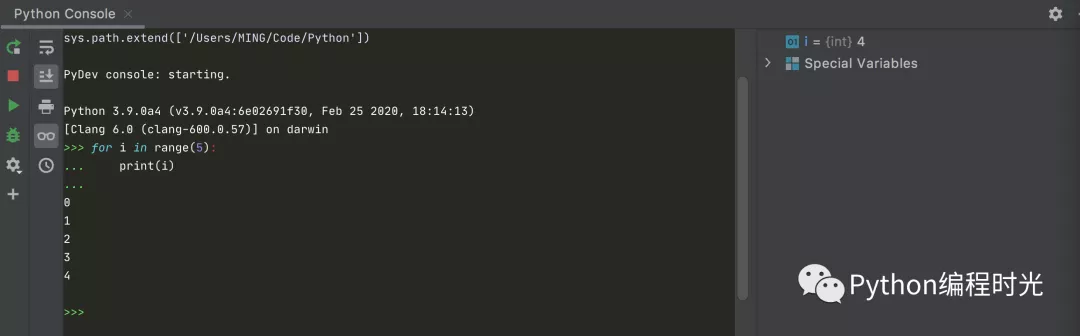 Python Console
sys.path.extend(['/Users/MING/Code/Python'])
PyDev console: starting.
Python 3.9.0a4 (v3.9.0a4:6e02691f30, Feb 25 2020, 18:14:13)
[Clang 6.0 (clang-600.0.57)] on darwin
>>> for i in range(5):
...     print(i)
...
0
1
2
3
4
>>>
01 i = {int} 4
Special Variables
Python编程时光